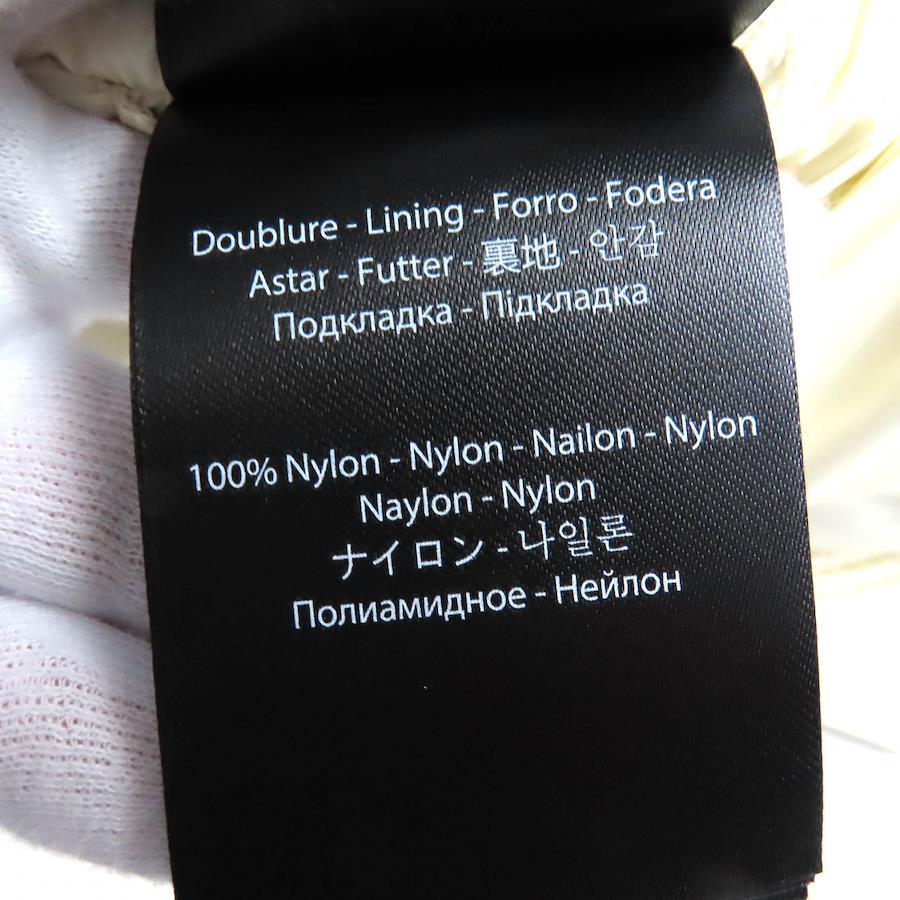 Doublure - Lining - Forro - Fodera
Astar - Futter - 裏地 - 안감
Подкладка - Підкладка
100% Nylon - Nylon - Nailon - Nylon
Naylon - Nylon
ナイロン - 나일론
Полиамидное - Нейлон